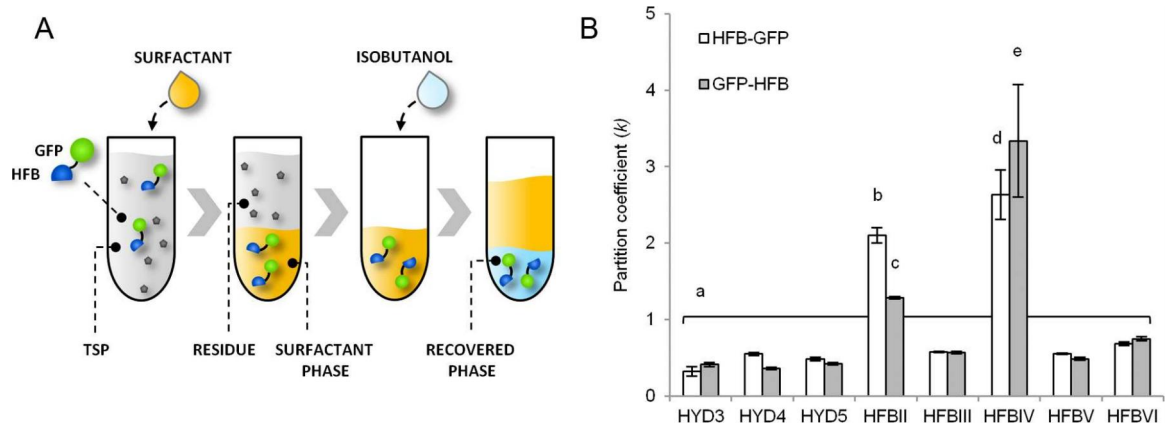 A
SURFACTANT
ISOBUTANOL
GFP
HFB
TSP
RESIDUE
SURFACTANT
PHASE
RECOVERED
PHASE
B
Partition coefficient (k)
5
4
3
2
1
0
HFB-GFP
GFP-HFB
a
b
c
d
e
HYD3 HYD4 HYD5 HFBII HFBIII HFBIV HFBV HFBVI